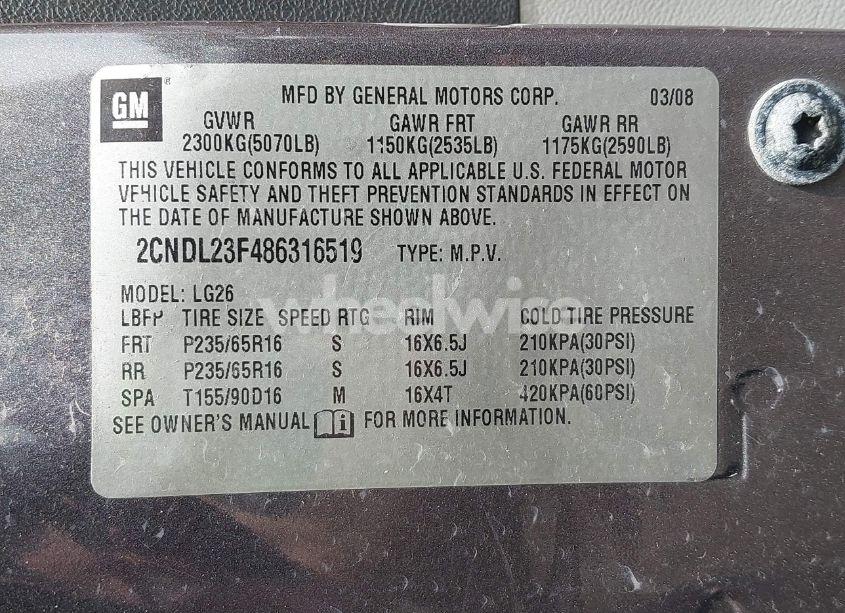 GM ® MFD BY GENERAL MOTORS CORP. 03/08
GVWR GAWR FRT GAWR RR
2300KG(5070LB) 1150KG(2535LB) 1175KG(2590LB)
THIS VEHICLE CONFORMS TO ALL APPLICABLE U.S. FEDERAL MOTOR
VEHICLE SAFETY AND THEFT PREVENTION STANDARDS IN EFFECT ON
THE DATE OF MANUFACTURE SHOWN ABOVE.
2CNDL23F486316519 TYPE: M.P.V.
MODEL: LG26
wheelwise
LBFP TIRE SIZE SPEED RTG RIM COLD TIRE PRESSURE
FRT P235/65R16 S 16X6.5J 210KPA(30PSI)
RR P235/65R16 S 16X6.5J 210KPA(30PSI)
SPA T155/90D16 M 16X4T 420KPA(60PSI)
SEE OWNER'S MANUAL i FOR MORE INFORMATION.